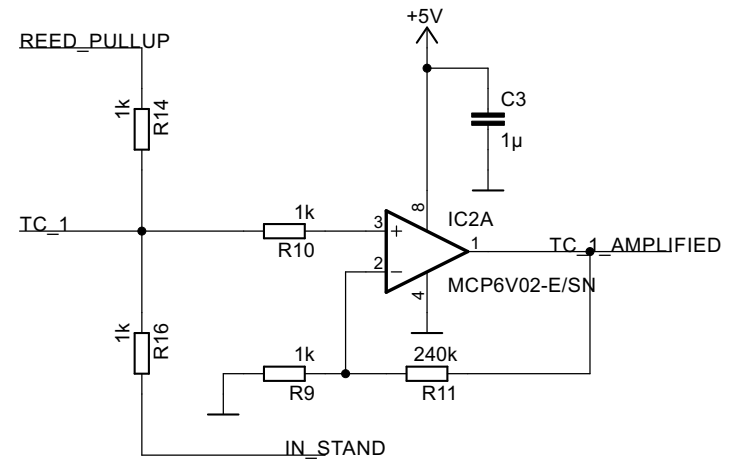 +5V
REED_PULLUP
1k
R14
C3
1µ
TC_1
1k
R10
3
+
2
−
8
4
IC2A
1
TC_1_AMPLIFIED
MCP6V02-E/SN
1k
R16
1k
R9
240k
R11
IN_STAND